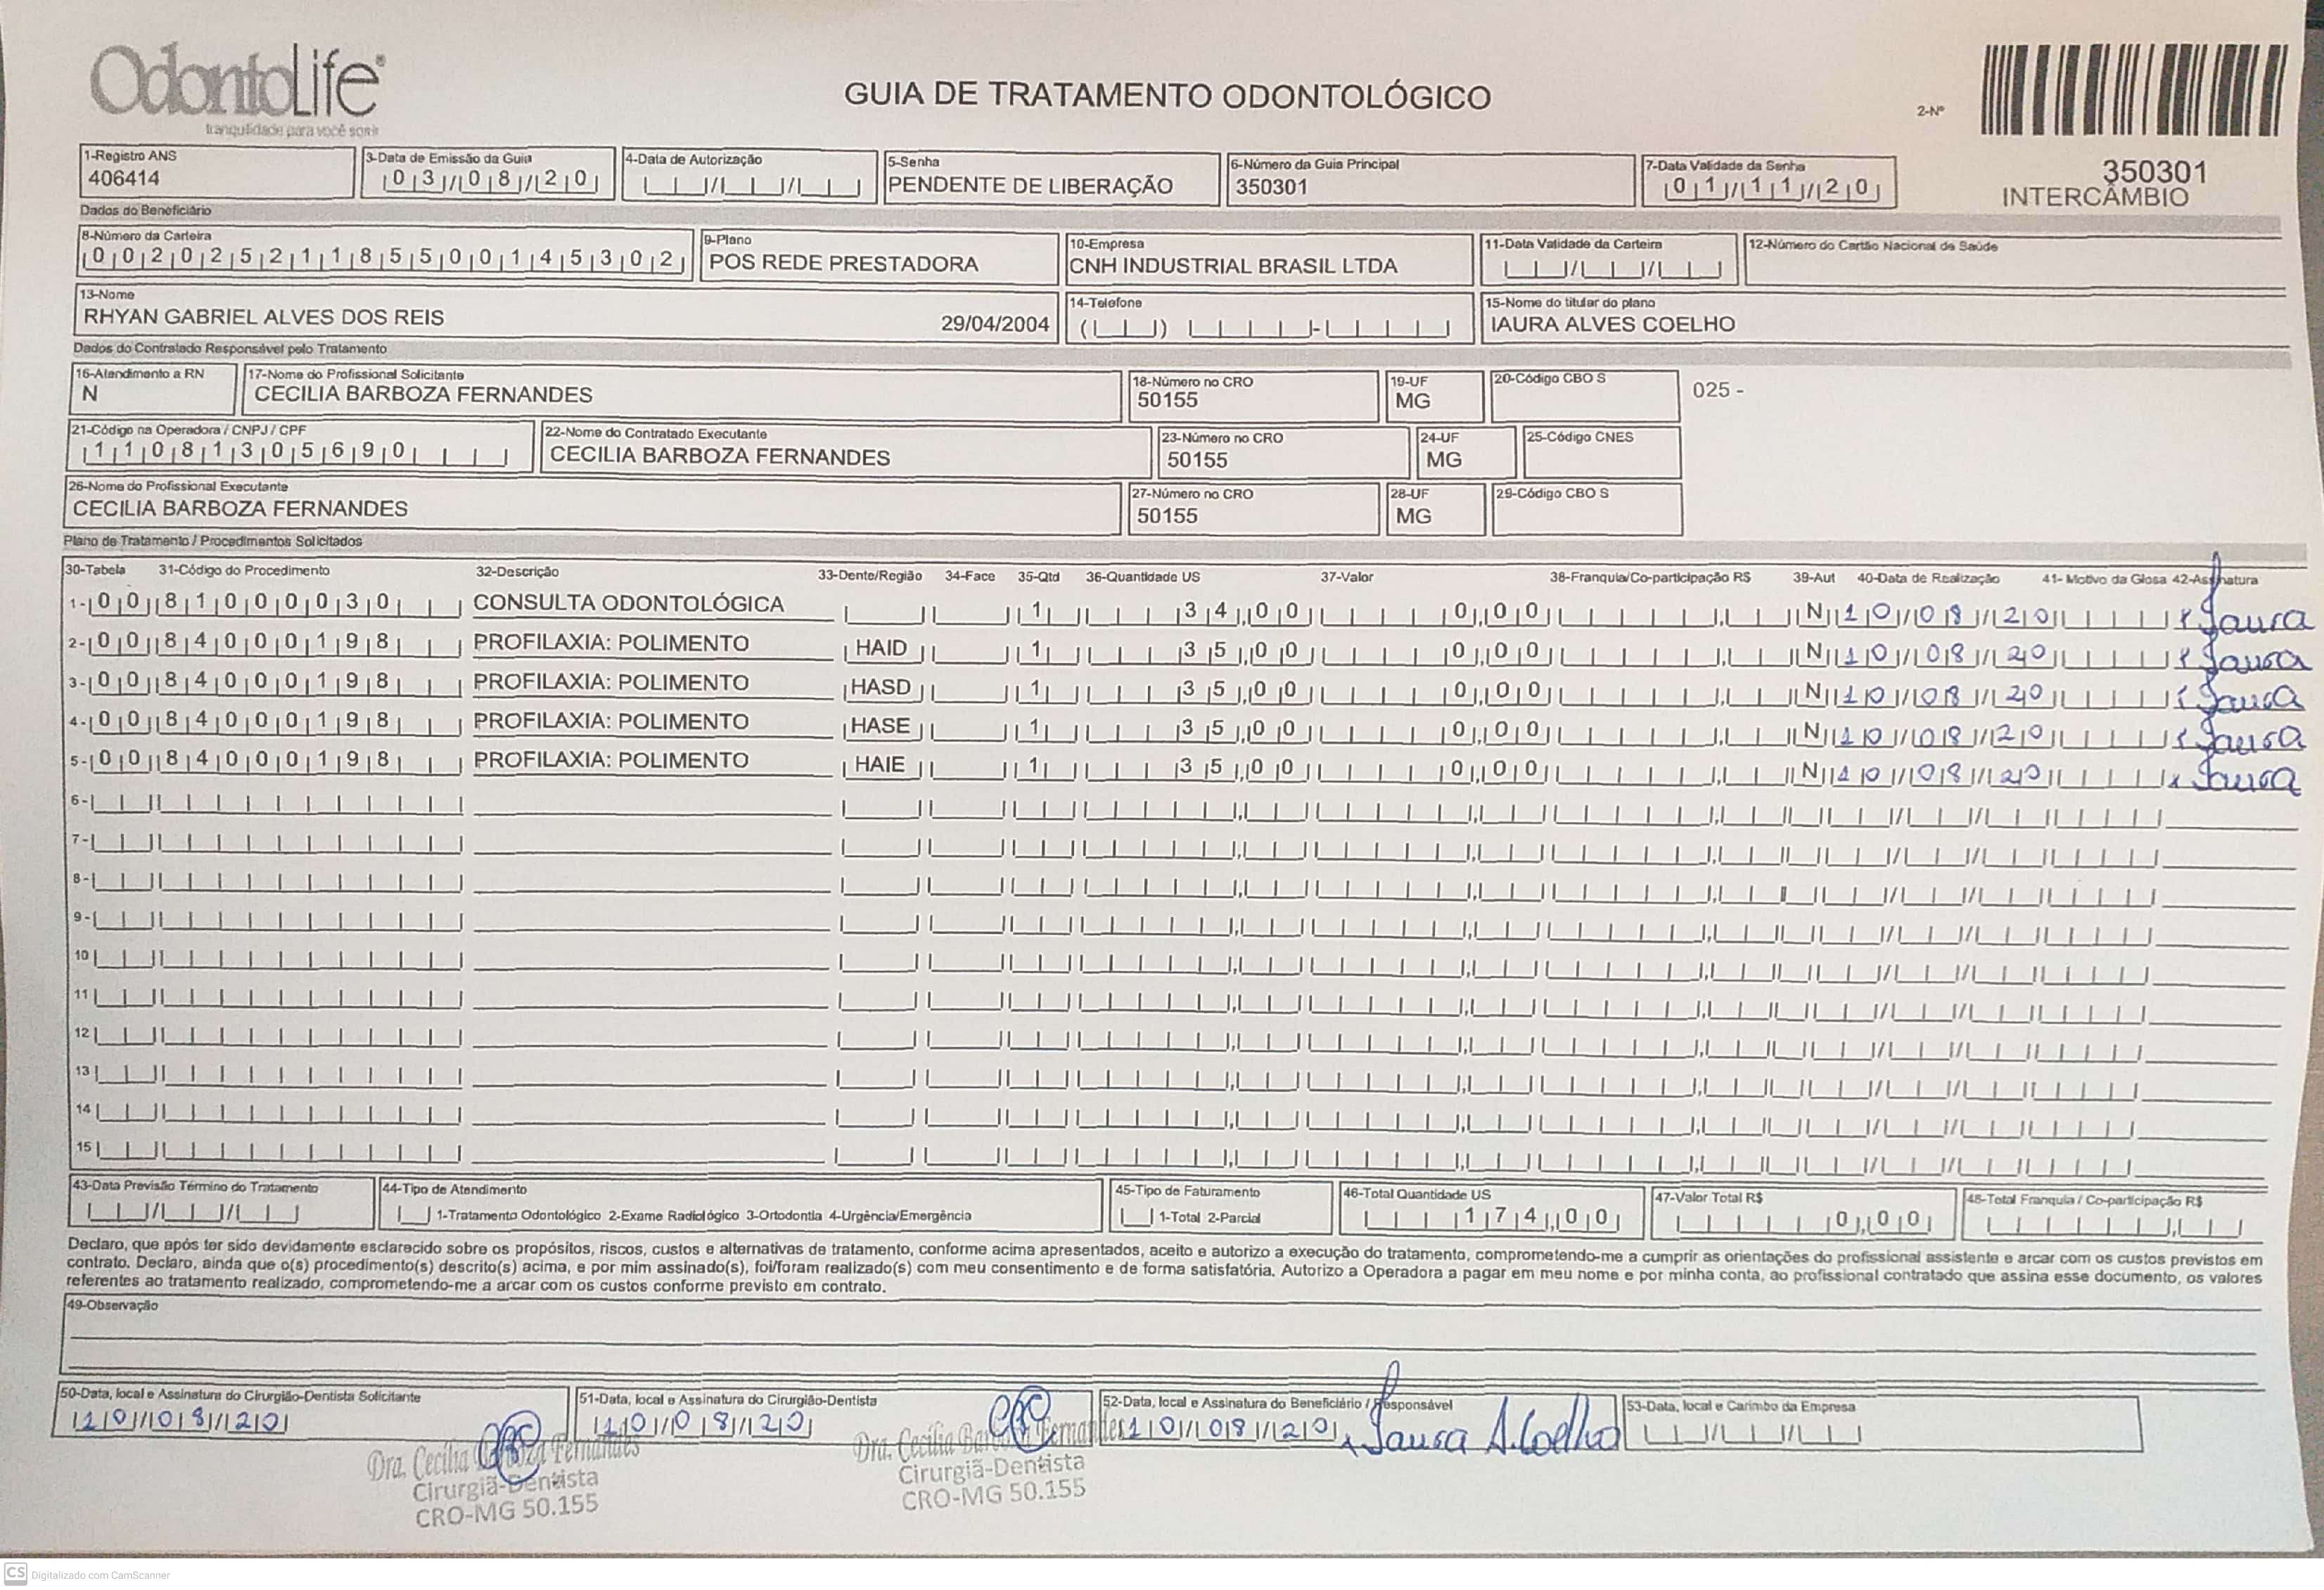 OdontoLife®
tranquilidade para você sorrir
GUIA DE TRATAMENTO ODONTOLÓGICO
2-Nº
350301
INTERCÂMBIO
1-Registro ANS
406414
3-Data de Emissão da Guia
03/08/20
4-Data de Autorização
5-Senha
PENDENTE DE LIBERAÇÃO
6-Número da Guia Principal
350301
7-Data Validade da Senha
01/11/20
Dados do Beneficiário
8-Número da Carteira
00202521185500145302
9-Plano
POS REDE PRESTADORA
10-Empresa
CNH INDUSTRIAL BRASIL LTDA
11-Data Validade da Carteira
12-Número do Cartão Nacional de Saúde
13-Nome
RHYAN GABRIEL ALVES DOS REIS 29/04/2004
14-Telefone
15-Nome do titular do plano
IAURA ALVES COELHO
Dados do Contratado Responsável pelo Tratamento
16-Atendimento a RN
N
17-Nome do Profissional Solicitante
CECILIA BARBOZA FERNANDES
18-Número no CRO
50155
19-UF
MG
20-Código CBO S
025 -
21-Código na Operadora / CNPJ / CPF
11081305690
22-Nome do Contratado Executante
CECILIA BARBOZA FERNANDES
23-Número no CRO
50155
24-UF
MG
25-Código CNES
26-Nome do Profissional Executante
CECILIA BARBOZA FERNANDES
27-Número no CRO
50155
28-UF
MG
29-Código CBO S
Plano de Tratamento / Procedimentos Solicitados
30-Tabela 31-Código do Procedimento 32-Descrição 33-Dente/Região 34-Face 35-Qtd 36-Quantidade US 37-Valor 38-Franquia/Co-participação R$ 39-Aut 40-Data de Realização 41- Motivo da Glosa 42-Assinatura
1- 00 81000030 CONSULTA ODONTOLÓGICA 1 34,00 0,00 N 10/08/20 Iaura
2- 00 84000198 PROFILAXIA: POLIMENTO HAID 1 35,00 0,00 N 10/08/20 Iaura
3- 00 84000198 PROFILAXIA: POLIMENTO HASD 1 35,00 0,00 N 10/08/20 Iaura
4- 00 84000198 PROFILAXIA: POLIMENTO HASE 1 35,00 0,00 N 10/08/20 Iaura
5- 00 84000198 PROFILAXIA: POLIMENTO HAIE 1 35,00 0,00 N 10/08/20 Iaura
6-
7-
8-
9-
10
11
12
13
14
15
43-Data Previsão Término do Tratamento
44-Tipo de Atendimento
1-Tratamento Odontológico 2-Exame Radiológico 3-Ortodontia 4-Urgência/Emergência
45-Tipo de Faturamento
1-Total 2-Parcial
46-Total Quantidade US
174,00
47-Valor Total R$
0,00
48-Total Franquia / Co-participação R$
Declaro, que após ter sido devidamente esclarecido sobre os propósitos, riscos, custos e alternativas de tratamento, conforme acima apresentados, aceito e autorizo a execução do tratamento, comprometendo-me a cumprir as orientações do profissional assistente e arcar com os custos previstos em
contrato. Declaro, ainda que o(s) procedimento(s) descrito(s) acima, e por mim assinado(s), foi/foram realizado(s) com meu consentimento e de forma satisfatória. Autorizo a Operadora a pagar em meu nome e por minha conta, ao profissional contratado que assina esse documento, os valores
referentes ao tratamento realizado, comprometendo-me a arcar com os custos conforme previsto em contrato.
49-Observação
50-Data, local e Assinatura do Cirurgião-Dentista Solicitante
10/08/20
51-Data, local e Assinatura do Cirurgião-Dentista
10/08/20
52-Data, local e Assinatura do Beneficiário / Responsável
10/08/20 Iaura A. Coelho
53-Data, local e Carimbo da Empresa
Dra. Cecília Barboza Fernandes
Cirurgiã-Dentista
CRO-MG 50.155
Dra. Cecília Barboza Fernandes
Cirurgiã-Dentista
CRO-MG 50.155
CS Digitalizado com CamScanner